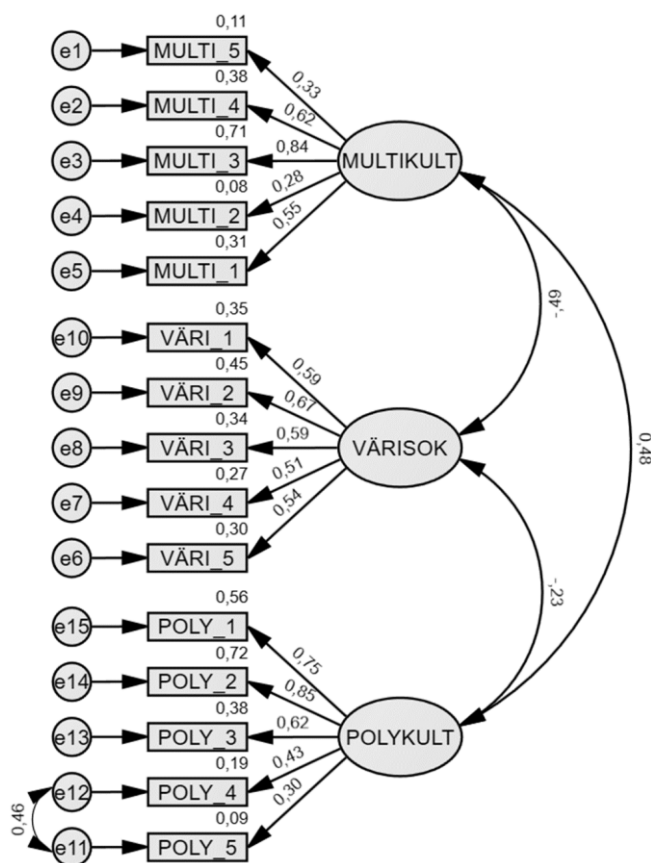 0,11
e1 MULTI_5
0,33
0,38
e2 MULTI_4
0,62
0,71
e3 MULTI_3
0,84
MULTIKULT
0,08
e4 MULTI_2
0,28
0,31
e5 MULTI_1
0,55
-,49
0,35
e10 VÄRI_1
0,59
0,45
e9 VÄRI_2
0,67
0,34
e8 VÄRI_3
0,59
VÄRISOK
0,48
0,27
e7 VÄRI_4
0,51
0,30
e6 VÄRI_5
0,54
-,23
0,56
e15 POLY_1
0,75
0,72
e14 POLY_2
0,85
0,38
e13 POLY_3
0,62
POLYKULT
0,19
e12 POLY_4
0,43
0,46
0,09
e11 POLY_5
0,30